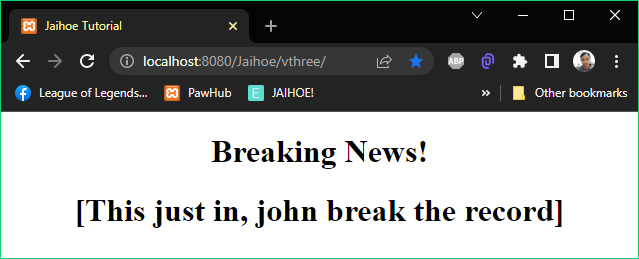 Jaihoe Tutorial
localhost:8080/Jaihoe/vthree/
ABP
League of Legends... PawHub E JAIHOE! » Other bookmarks
Breaking News!
[This just in, john break the record]